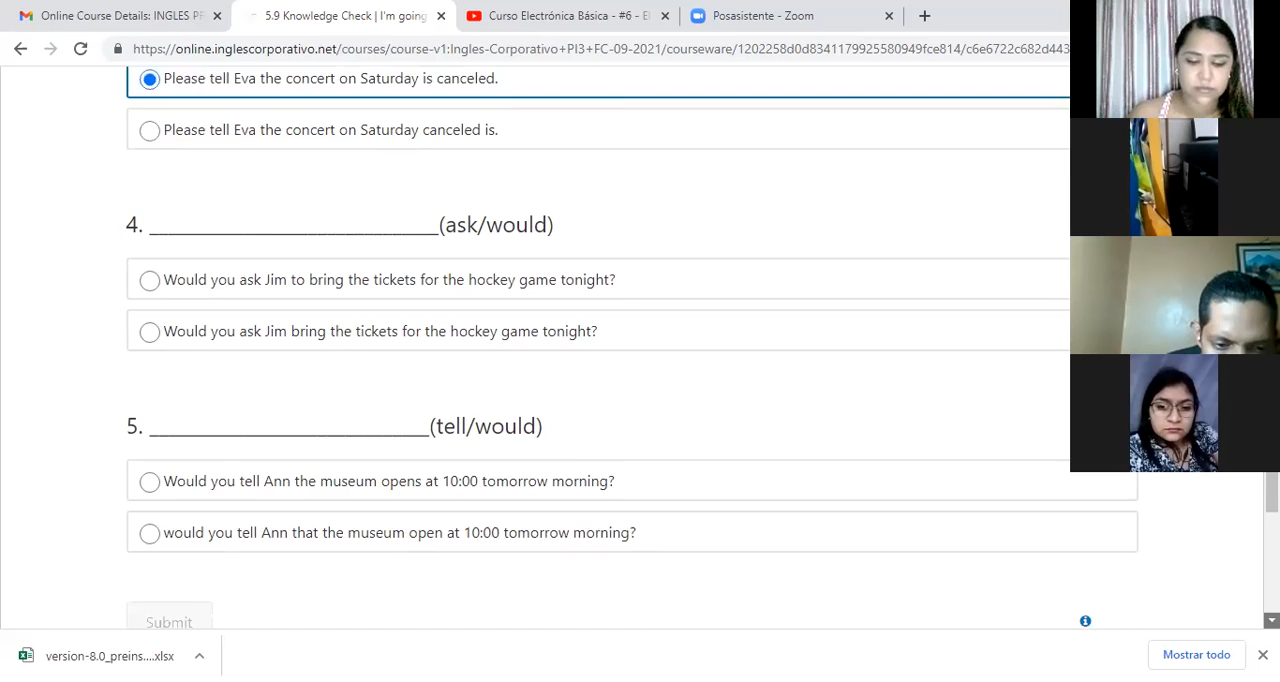 Online Course Details: INGLES PR
5.9 Knowledge Check | I'm going
Curso Electrónica Básica - #6 - El
Posasistente - Zoom
https://online.inglescorporativo.net/courses/course-v1:Ingles-Corporativo+PI3+FC-09-2021/courseware/1202258d0d8341179925580949fce814/c6e6722c682d443
Please tell Eva the concert on Saturday is canceled.
Please tell Eva the concert on Saturday canceled is.
4. ______________________________(ask/would)
Would you ask Jim to bring the tickets for the hockey game tonight?
Would you ask Jim bring the tickets for the hockey game tonight?
5. _____________________________(tell/would)
Would you tell Ann the museum opens at 10:00 tomorrow morning?
would you tell Ann that the museum open at 10:00 tomorrow morning?
Submit
version-8.0_preins....xlsx
Mostrar todo